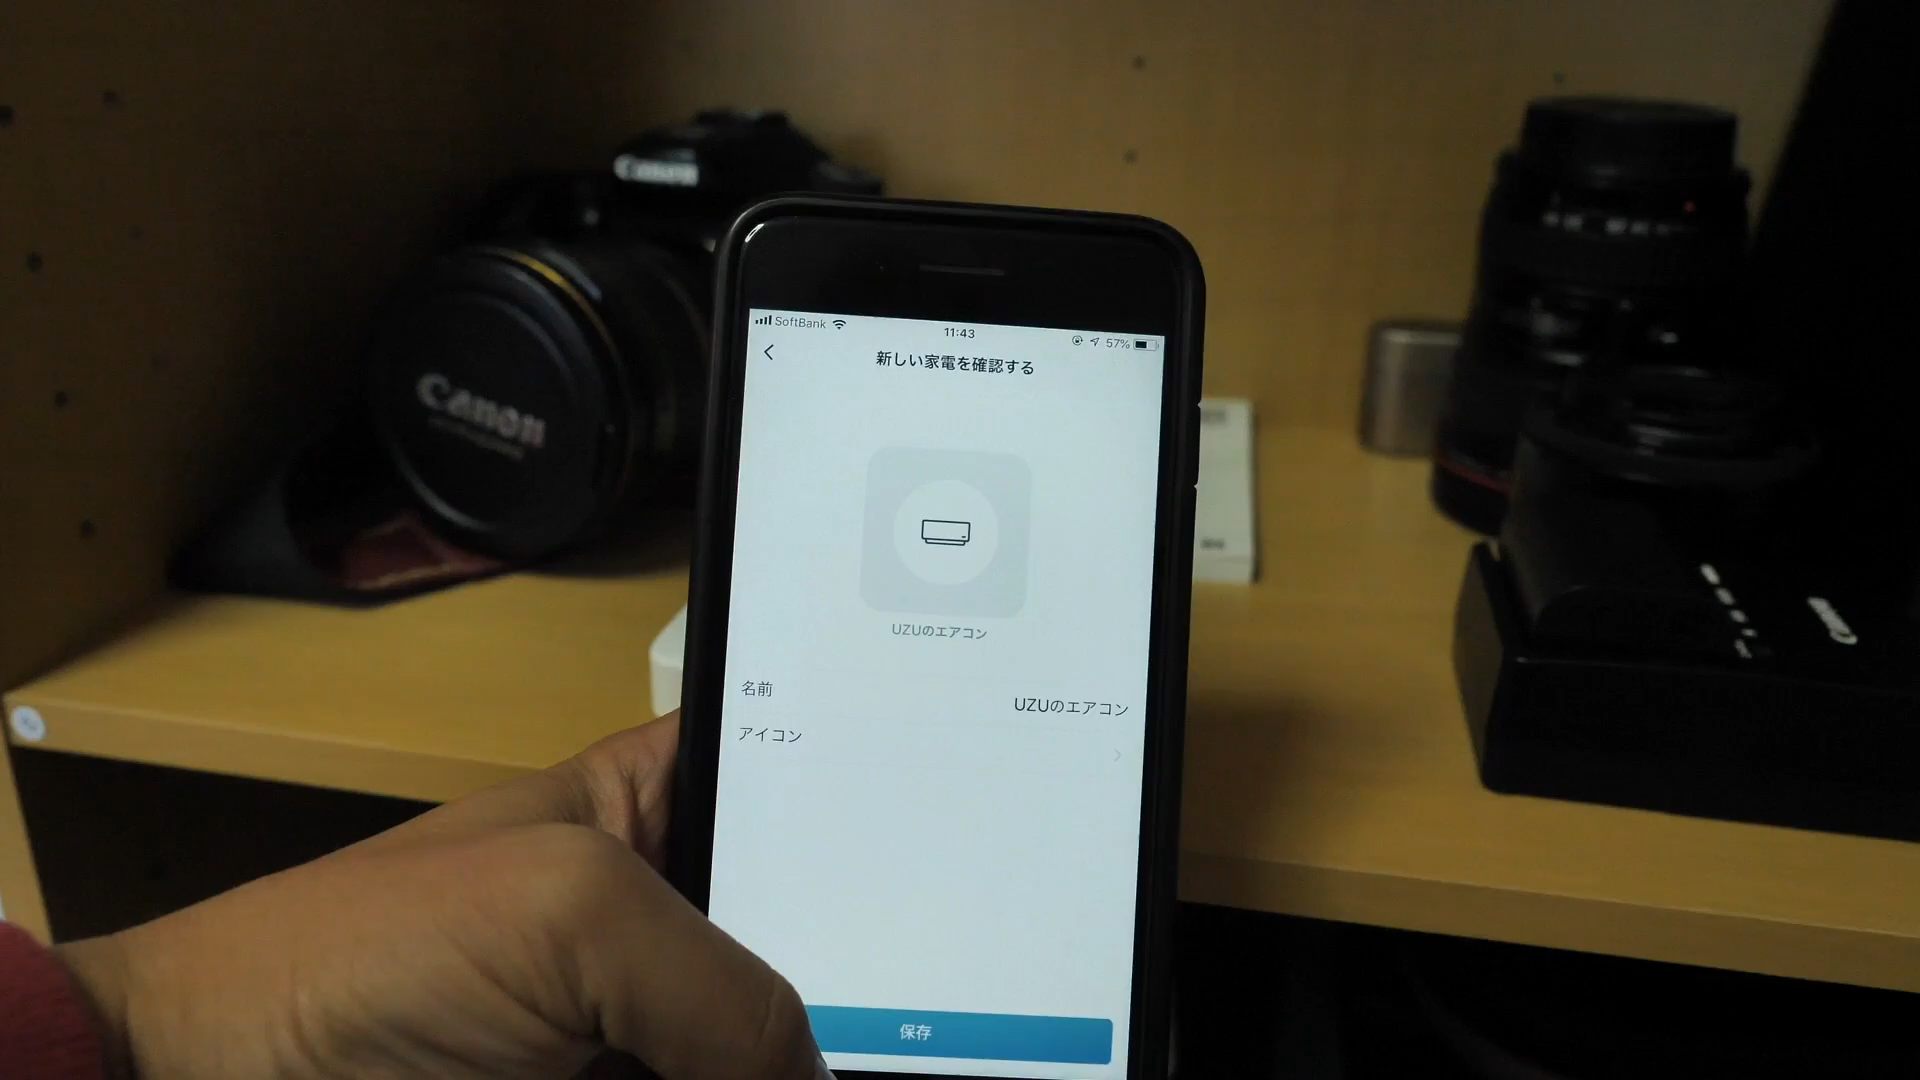 Canon
Canon
SoftBank
11:43
57%
新しい家電を確認する
UZUのエアコン
名前
UZUのエアコン
アイコン
保存
Canon